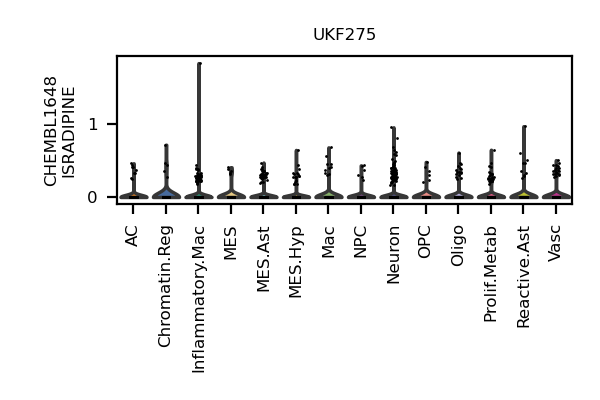 UKF275
CHEMBL1648
ISRADIPINE
1
0
AC
Chromatin.Reg
Inflammatory.Mac
MES
MES.Ast
MES.Hyp
Mac
NPC
Neuron
OPC
Oligo
Prolif.Metab
Reactive.Ast
Vasc